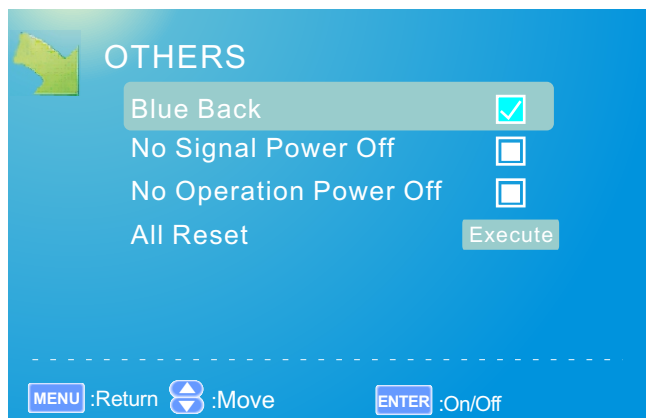 OTHERS
Blue Back
No Signal Power Off
No Operation Power Off
All Reset Execute
MENU :Return :Move ENTER :On/Off